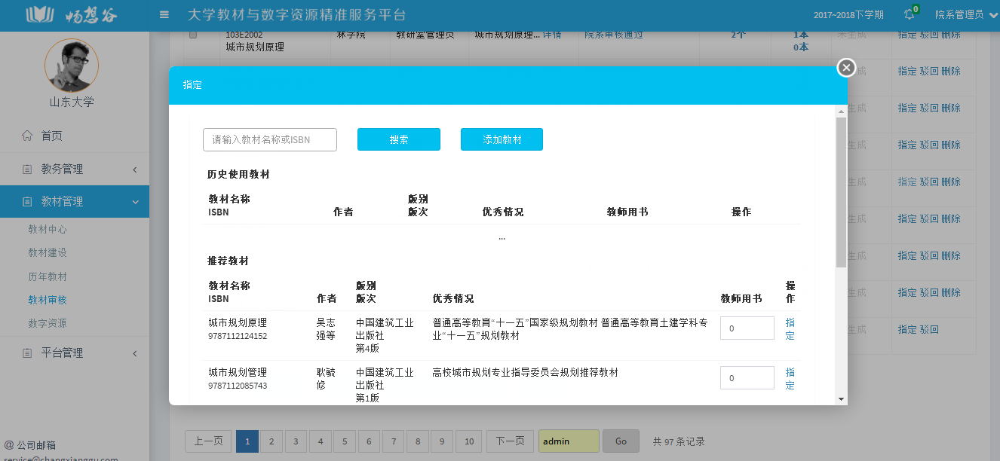 畅想谷
大学教材与数字资源精准服务平台
2017~2018下学期
0
院系管理员
山东大学
首页
教务管理
教材管理
教材中心
教材建设
历年教材
教材审核
数字资源
平台管理
@ 公司邮箱
service@changxianggu.com
103E2002
城市规划原理
林学院
教研室管理员
城市规划原理... 详情
院系审核通过
2个
1本
0本
未生成
指定 驳回 删除
生成
指定 驳回 删除
生成
指定 驳回 删除
生成
指定 驳回 删除
生成
指定 驳回 删除
生成
指定 驳回 删除
生成
指定 驳回 删除
生成
指定 驳回 删除
生成
指定 驳回
指定
请输入教材名称或ISBN
搜索
添加教材
历史使用教材
教材名称
ISBN
作者
版别
版次
优秀情况
教师用书
操作
...
推荐教材
教材名称
ISBN
作者
版别
版次
优秀情况
教师用书
操
作
城市规划原理
9787112124152
吴志
强等
中国建筑工业
出版社
第4版
普通高等教育“十一五”国家级规划教材 普通高等教育土建学科专
业“十一五”规划教材
0
指
定
城市规划管理
9787112085743
耿毓
修
中国建筑工业
出版社
第1版
高校城市规划专业指导委员会规划推荐教材
0
指
定
上一页
1
2
3
4
5
6
7
8
9
10
下一页
admin
Go
共 97 条记录